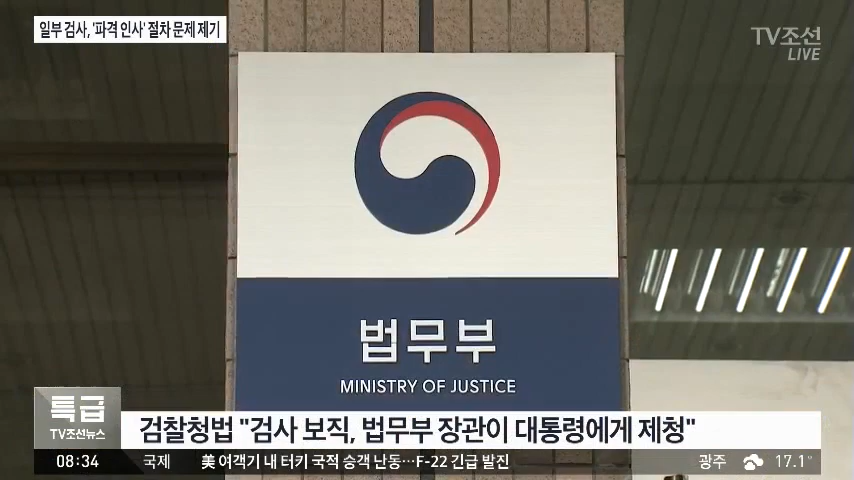 일부 검사, '파격 인사' 절차 문제 제기
TV조선
LIVE
법무부
MINISTRY OF JUSTICE
특급
TV조선뉴스
검찰청법 "검사 보직, 법무부 장관이 대통령에게 제청"
08:34 국제 美 여객기 내 터키 국적 승객 난동…F-22 긴급 발진 광주 17.1°